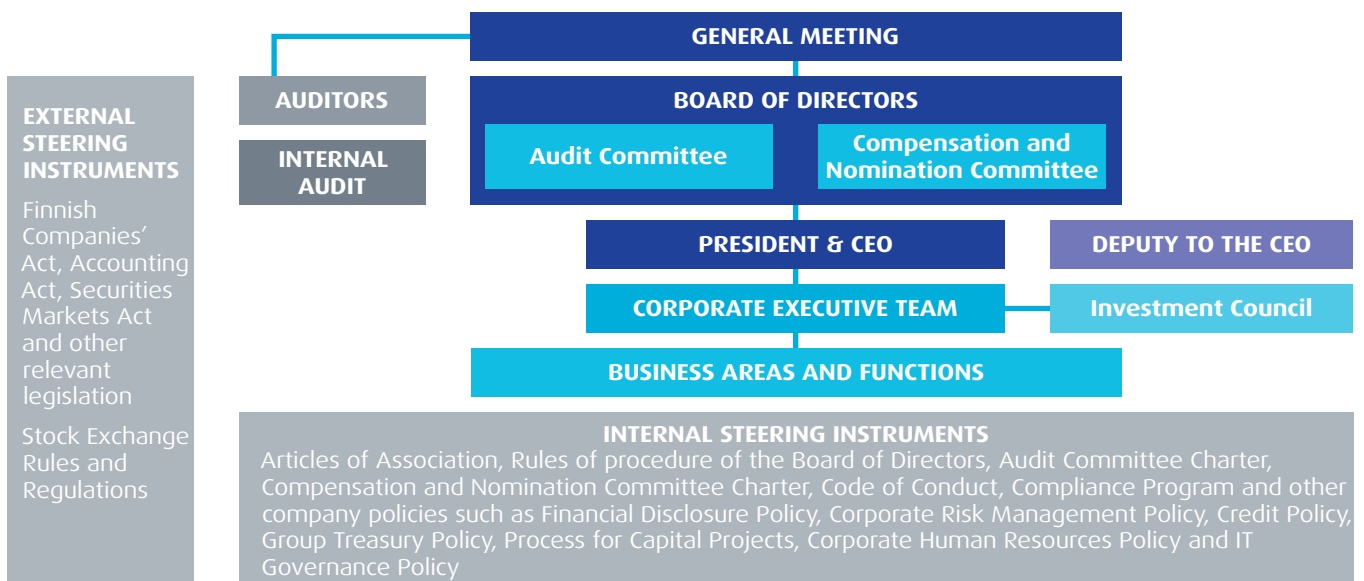 GENERAL MEETING
AUDITORS
BOARD OF DIRECTORS
EXTERNAL
STEERING
INSTRUMENTS
Audit Committee
Compensation and
Nomination Committee
INTERNAL
AUDIT
Finnish
Companies’
Act, Accounting
Act, Securities
Markets Act
and other
relevant
legislation
PRESIDENT & CEO
DEPUTY TO THE CEO
CORPORATE EXECUTIVE TEAM
Investment Council
BUSINESS AREAS AND FUNCTIONS
Stock Exchange
Rules and
Regulations
INTERNAL STEERING INSTRUMENTS
Articles of Association, Rules of procedure of the Board of Directors, Audit Committee Charter,
Compensation and Nomination Committee Charter, Code of Conduct, Compliance Program and other
company policies such as Financial Disclosure Policy, Corporate Risk Management Policy, Credit Policy,
Group Treasury Policy, Process for Capital Projects, Corporate Human Resources Policy and IT
Governance Policy